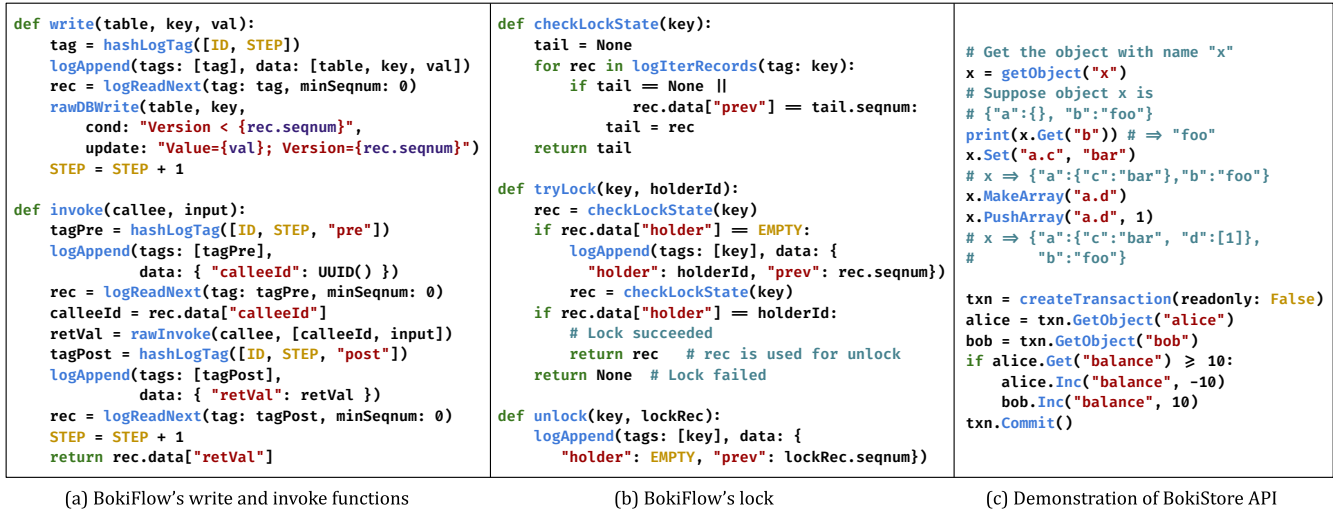 def write(table, key, val):
    tag = hashLogTag([ID, STEP])
    logAppend(tags: [tag], data: [table, key, val])
    rec = logReadNext(tag: tag, minSeqnum: 0)
    rawDBWrite(table, key,
        cond: "Version < {rec.seqnum}",
        update: "Value={val}; Version={rec.seqnum}")
    STEP = STEP + 1

def invoke(callee, input):
    tagPre = hashLogTag([ID, STEP, "pre"])
    logAppend(tags: [tagPre],
              data: { "calleeId": UUID() })
    rec = logReadNext(tag: tagPre, minSeqnum: 0)
    calleeId = rec.data["calleeId"]
    retVal = rawInvoke(callee, [calleeId, input])
    tagPost = hashLogTag([ID, STEP, "post"])
    logAppend(tags: [tagPost],
              data: { "retVal": retVal })
    rec = logReadNext(tag: tagPost, minSeqnum: 0)
    STEP = STEP + 1
    return rec.data["retVal"]

(a) BokiFlow's write and invoke functions

def checkLockState(key):
    tail = None
    for rec in logIterRecords(tag: key):
        if tail == None ||
               rec.data["prev"] == tail.seqnum:
            tail = rec
    return tail

def tryLock(key, holderId):
    rec = checkLockState(key)
    if rec.data["holder"] == EMPTY:
        logAppend(tags: [key], data: {
          "holder": holderId, "prev": rec.seqnum})
        rec = checkLockState(key)
    if rec.data["holder"] == holderId:
        # Lock succeeded
        return rec   # rec is used for unlock
    return None  # Lock failed

def unlock(key, lockRec):
    logAppend(tags: [key], data: {
       "holder": EMPTY, "prev": lockRec.seqnum})

(b) BokiFlow's lock

# Get the object with name "x"
x = getObject("x")
# Suppose object x is
# {"a":{}, "b":"foo"}
print(x.Get("b")) # ⇒ "foo"
x.Set("a.c", "bar")
# x ⇒ {"a":{"c":"bar"},"b":"foo"}
x.MakeArray("a.d")
x.PushArray("a.d", 1)
# x ⇒ {"a":{"c":"bar", "d":[1]},
#       "b":"foo"}

txn = createTransaction(readonly: False)
alice = txn.GetObject("alice")
bob = txn.GetObject("bob")
if alice.Get("balance") ⩾ 10:
    alice.Inc("balance", -10)
    bob.Inc("balance", 10)
txn.Commit()

(c) Demonstration of BokiStore API